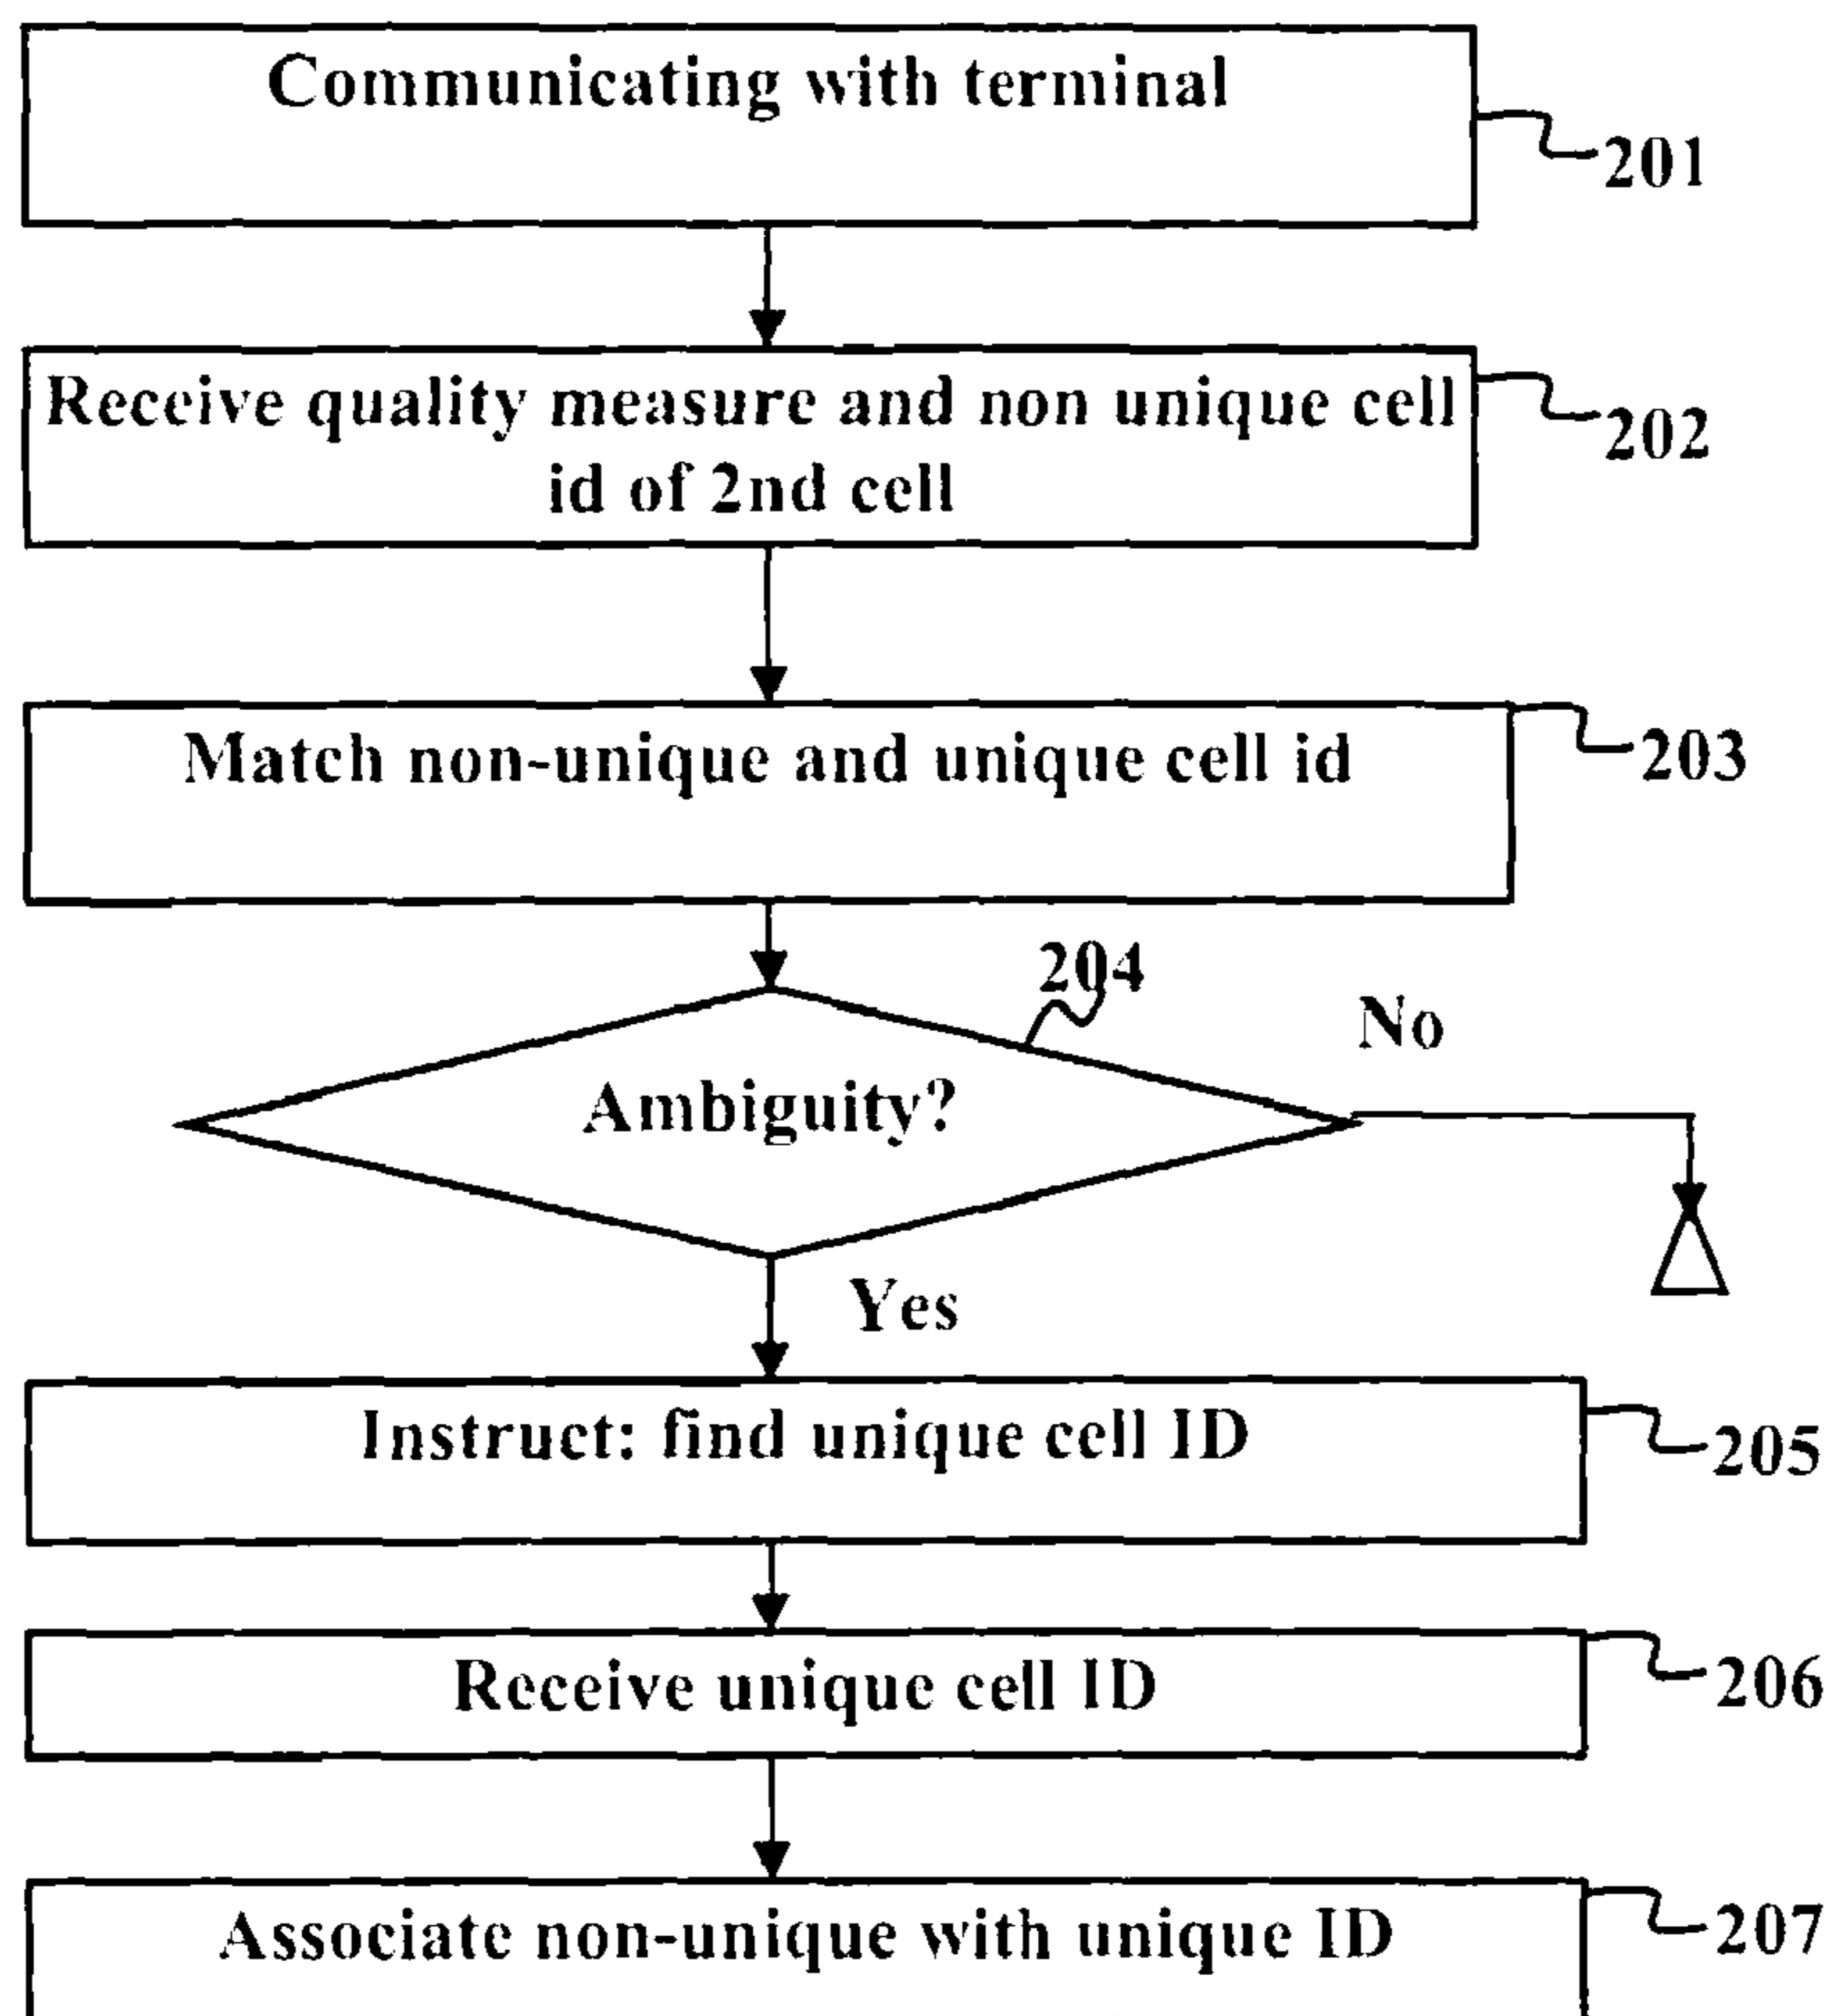 Communicating with terminal
201
Receive quality measure and non unique cell
id of 2nd cell
202
Match non-unique and unique cell id
203
204
No
Ambiguity?
Yes
Instruct: find unique cell ID
205
Receive unique cell ID
206
Associate non-unique with unique ID
207